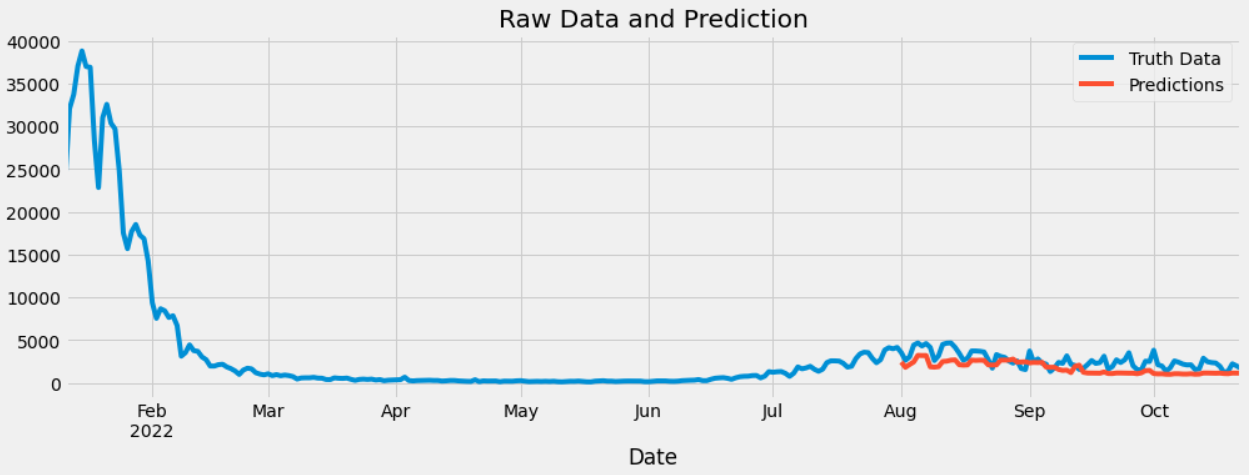 Raw Data and Prediction
40000
35000
30000
25000
20000
15000
10000
5000
0
Truth Data
Predictions
Feb Mar Apr May Jun Jul Aug Sep Oct
2022
Date